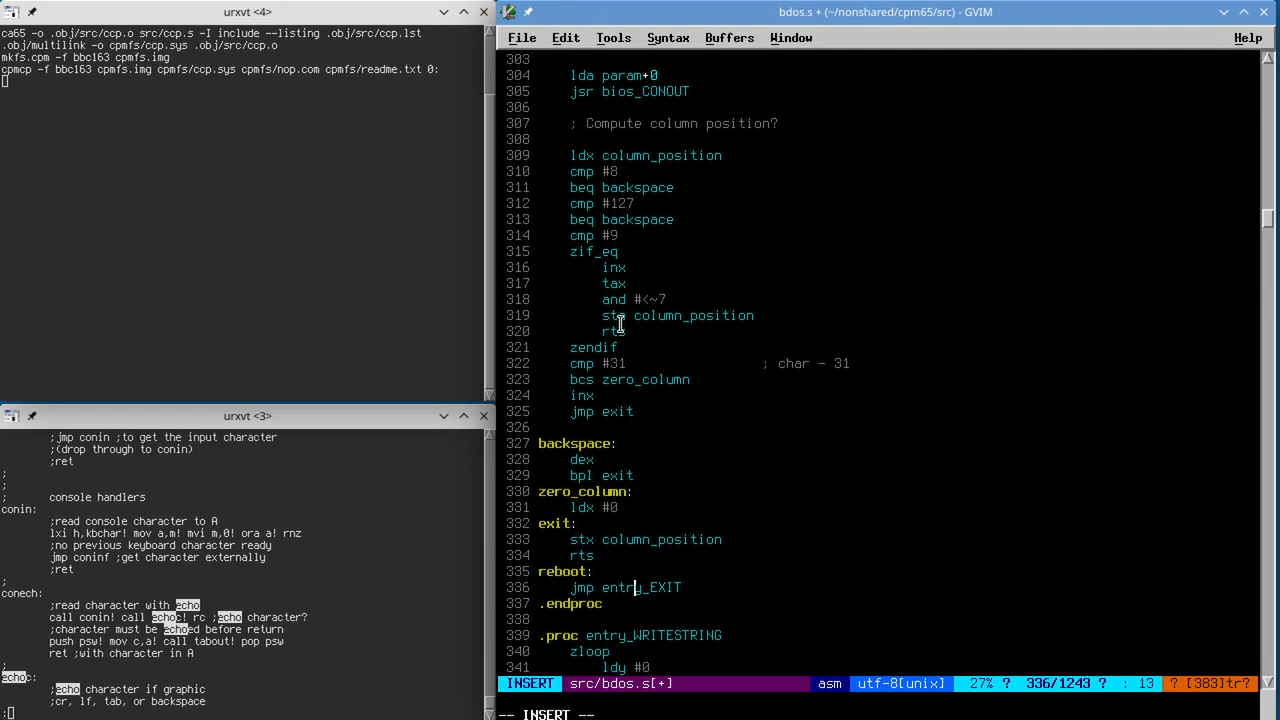 urxvt <4>
ca65 -o .obj/src/ccp.o src/ccp.s -I include --listing .obj/src/ccp.lst
.obj/multilink -o cpmfs/ccp.sys .obj/src/ccp.o
mkfs.cpm -f bbc163 cpmfs.img
cpmcp -f bbc163 cpmfs.img cpmfs/ccp.sys cpmfs/nop.com cpmfs/readme.txt 0:
urxvt <3>
;jmp conin ;to get the input character
;(drop through to conin)
;ret
;
;
; console handlers
conin:
;read console character to A
lxi h,kbchar! mov a,m! mvi m,0! ora a! rnz
;no previous keyboard character ready
jmp coninf ;get character externally
;ret
;
conech:
;read character with echo
call conin! call echoc! rc ;echo character?
;character must be echoed before return
push psw! mov c,a! call tabout! pop psw
ret ;with character in A
;
echoc:
;echo character if graphic
;cr, lf, tab, or backspace
:
bdos.s + (~/nonshared/cpm65/src) - GVIM
File Edit Tools Syntax Buffers Window Help
303
304 lda param+0
305 jsr bios_CONOUT
306
307 ; Compute column position?
308
309 ldx column_position
310 cmp #8
311 beq backspace
312 cmp #127
313 beq backspace
314 cmp #9
315 zif_eq
316 inx
317 tax
318 and #<~7
319 sta column_position
320 rts
321 zendif
322 cmp #31 ; char - 31
323 bcs zero_column
324 inx
325 jmp exit
326
327 backspace:
328 dex
329 bpl exit
330 zero_column:
331 ldx #0
332 exit:
333 stx column_position
334 rts
335 reboot:
336 jmp entry_EXIT
337 .endproc
338
339 .proc entry_WRITESTRING
340 zloop
341 ldy #0
INSERT src/bdos.s[+] asm utf-8[unix] 27% ? 336/1243 ? : 13 ? [383]tr?
-- INSERT --